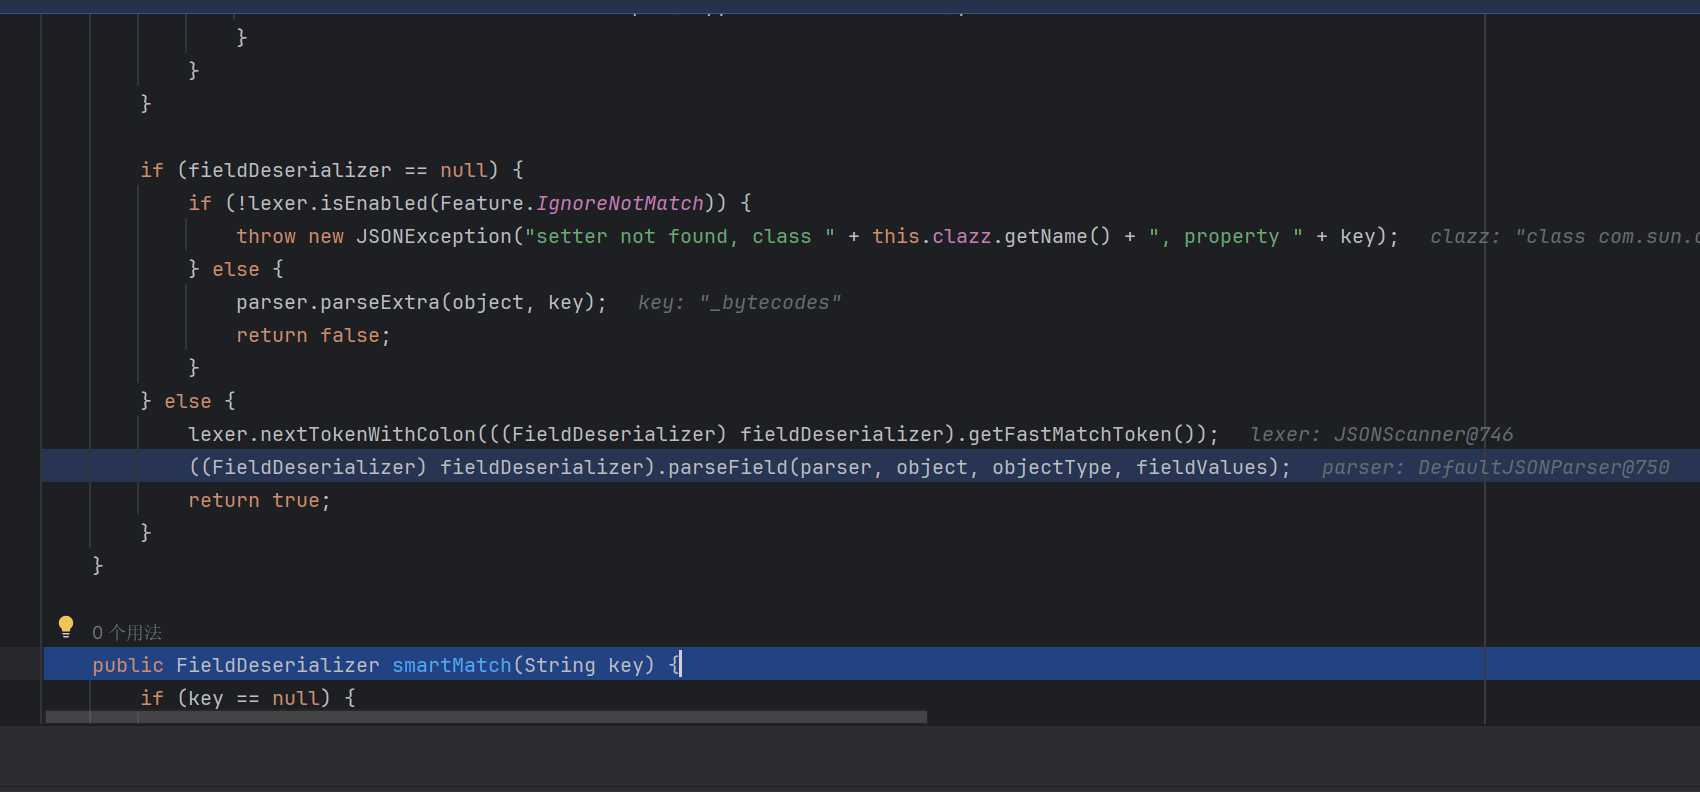 }
}
}
if (fieldDeserializer == null) {
if (!lexer.isEnabled(Feature.IgnoreNotMatch)) {
throw new JSONException("setter not found, class " + this.clazz.getName() + ", property " + key); clazz: "class com.sun.
} else {
parser.parseExtra(object, key); key: "_bytecodes"
return false;
}
} else {
lexer.nextTokenWithColon(((FieldDeserializer) fieldDeserializer).getFastMatchToken()); lexer: JSONScanner@746
((FieldDeserializer) fieldDeserializer).parseField(parser, object, objectType, fieldValues); parser: DefaultJSONParser@750
return true;
}
}
0 个用法
public FieldDeserializer smartMatch(String key) {
if (key == null) {